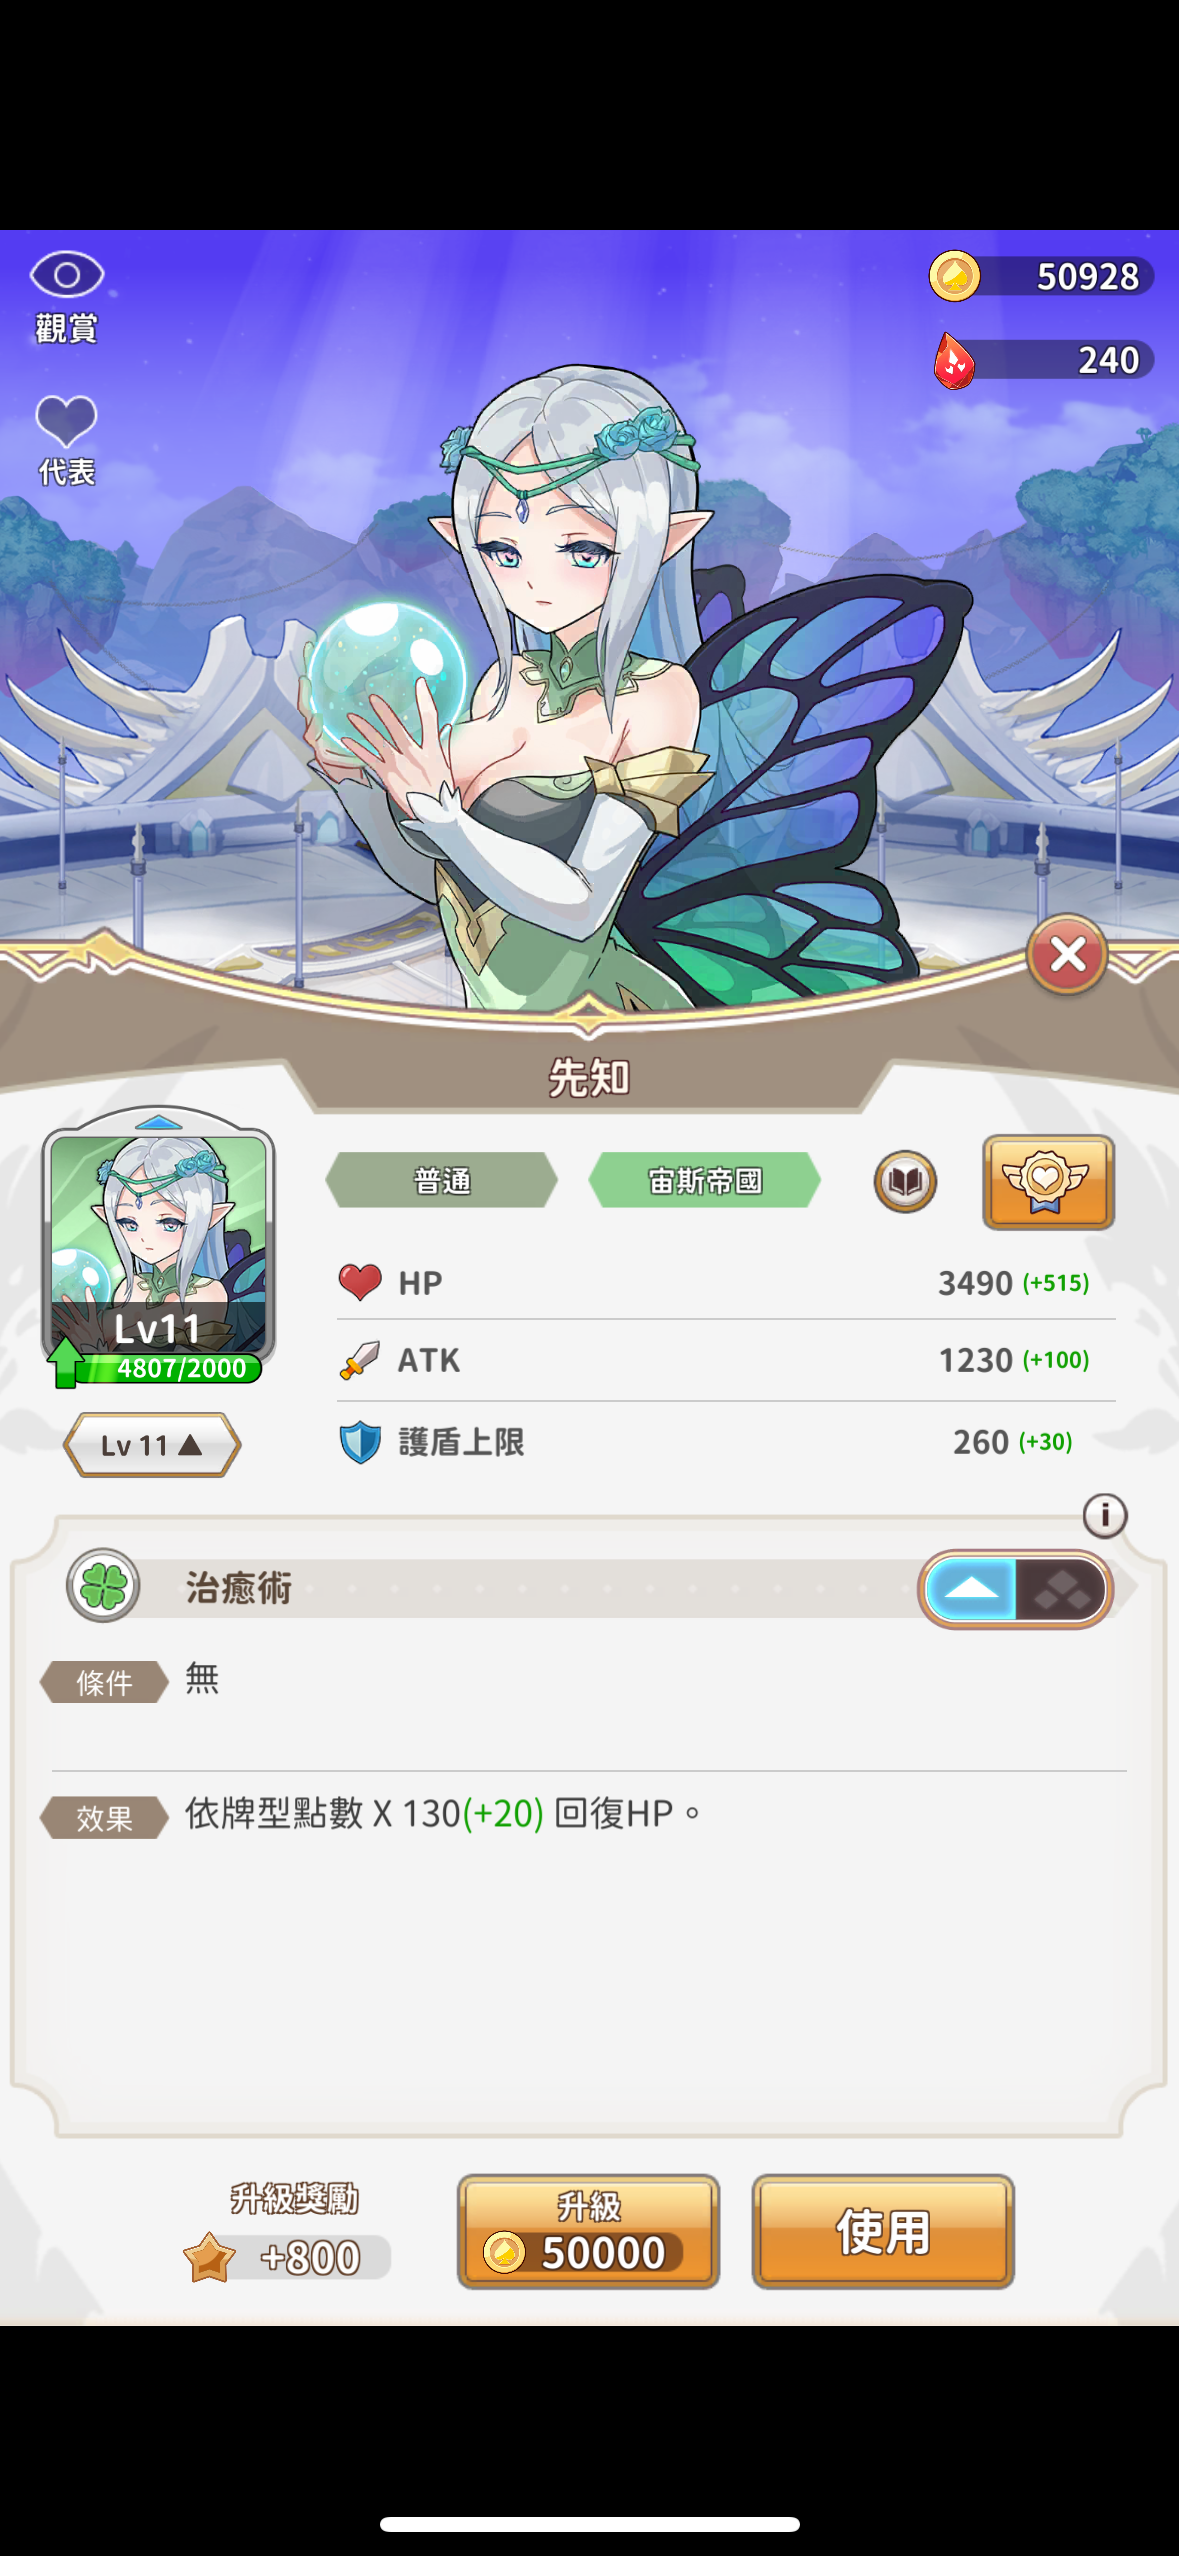 觀賞
50928
240
代表
先知
普通
宙斯帝國
HP
3490 (+515)
ATK
1230 (+100)
護盾上限
260 (+30)
Lv11
4807/2000
Lv 11 ▲
i
治癒術
條件
無
效果
依牌型點數 X 130(+20) 回復HP。
升級獎勵
+800
升級
50000
使用